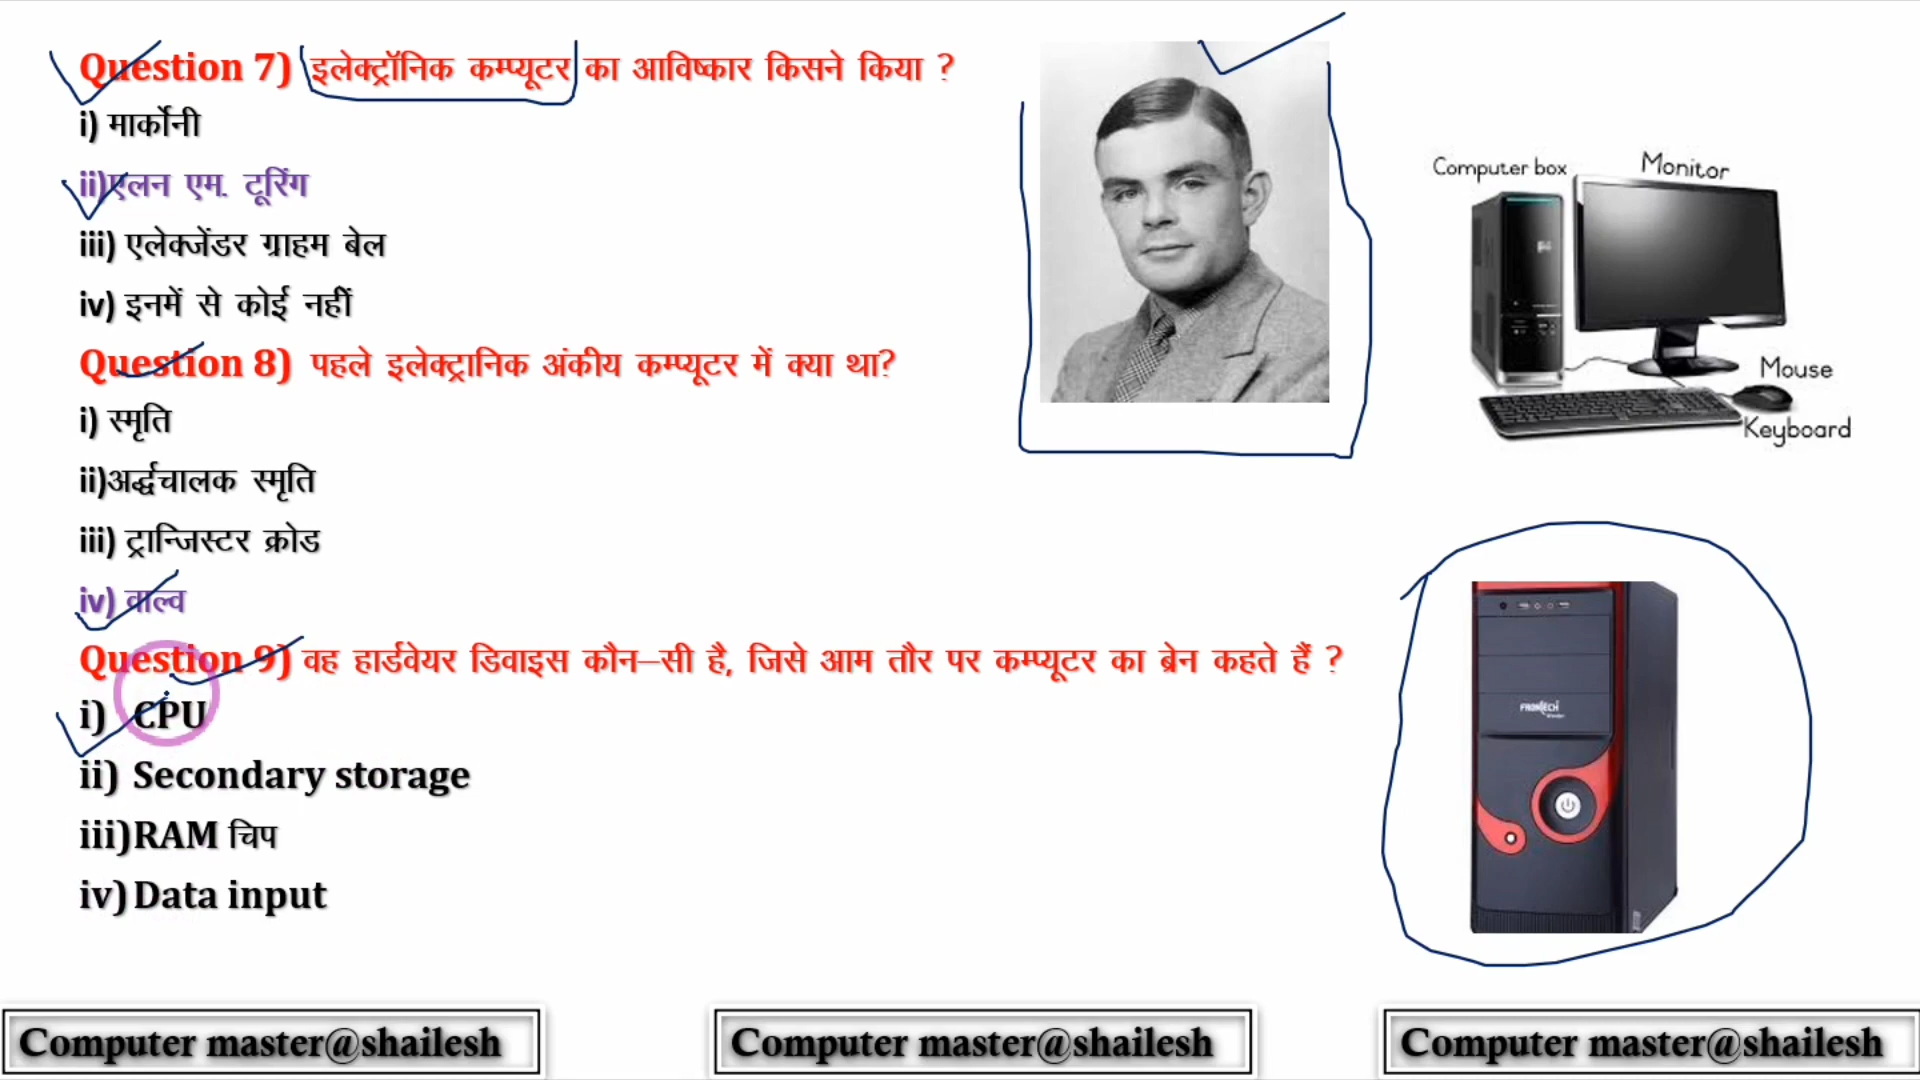 Question 7) इलेक्ट्रॉनिक कम्प्यूटर का आविष्कार किसने किया ?
i) मार्कोनी
ii)एलन एम. टूरिंग
iii) एलेक्जेंडर ग्राहम बेल
iv) इनमें से कोई नहीं
Question 8) पहले इलेक्ट्रानिक अंकीय कम्प्यूटर में क्या था?
i) स्मृति
ii)अर्द्धचालक स्मृति
iii) ट्रान्जिस्टर क्रोड
iv) वाल्व
Question 9) वह हार्डवेयर डिवाइस कौन–सी है, जिसे आम तौर पर कम्प्यूटर का ब्रेन कहते हैं ?
i) CPU
ii) Secondary storage
iii)RAM चिप
iv) Data input
Computer box
Monitor
Mouse
Keyboard
FRONTECH
Computer master@shailesh
Computer master@shailesh
Computer master@shailesh